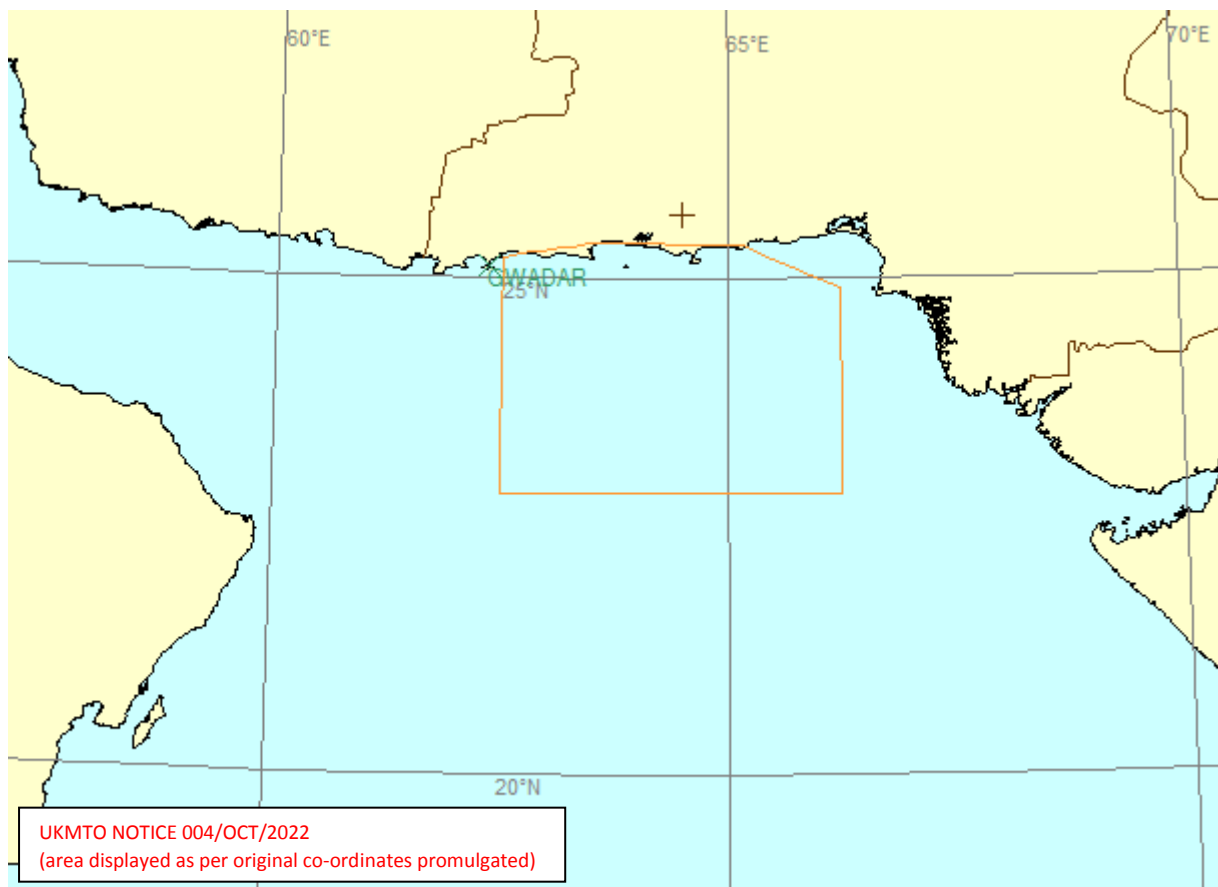 60°E
65°E
70°E
GWADAR
25°N
20°N
UKMTO NOTICE 004/OCT/2022
(area displayed as per original co-ordinates promulgated)